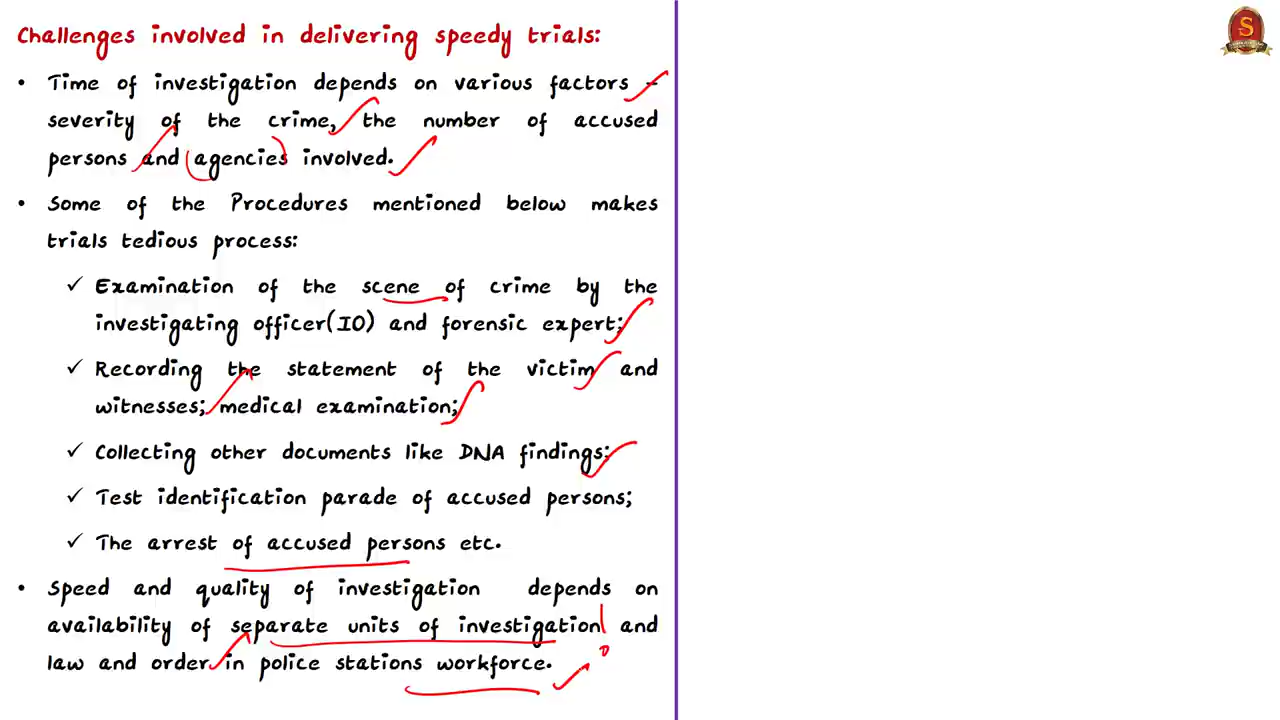 Challenges involved in delivering speedy trials:
• Time of investigation depends on various factors –
severity of the crime, the number of accused
persons and agencies involved.
• Some of the Procedures mentioned below makes
trials tedious process:
✓ Examination of the scene of crime by the
investigating officer(IO) and forensic expert;
✓ Recording the statement of the victim and
witnesses; medical examination;
✓ Collecting other documents like DNA findings;
✓ Test identification parade of accused persons;
✓ The arrest of accused persons etc.
• Speed and quality of investigation depends on
availability of separate units of investigation and
law and order in police stations workforce.
S